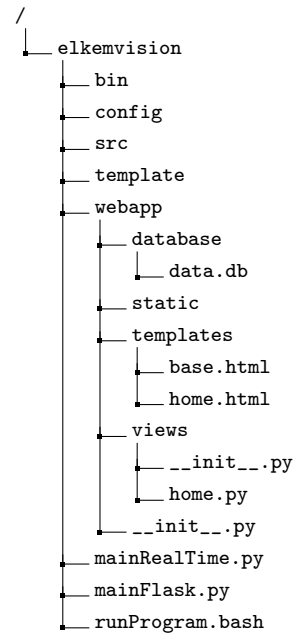 /
elkemvision
bin
config
src
template
webapp
database
data.db
static
templates
base.html
home.html
views
__init__.py
home.py
__init__.py
mainRealTime.py
mainFlask.py
runProgram.bash